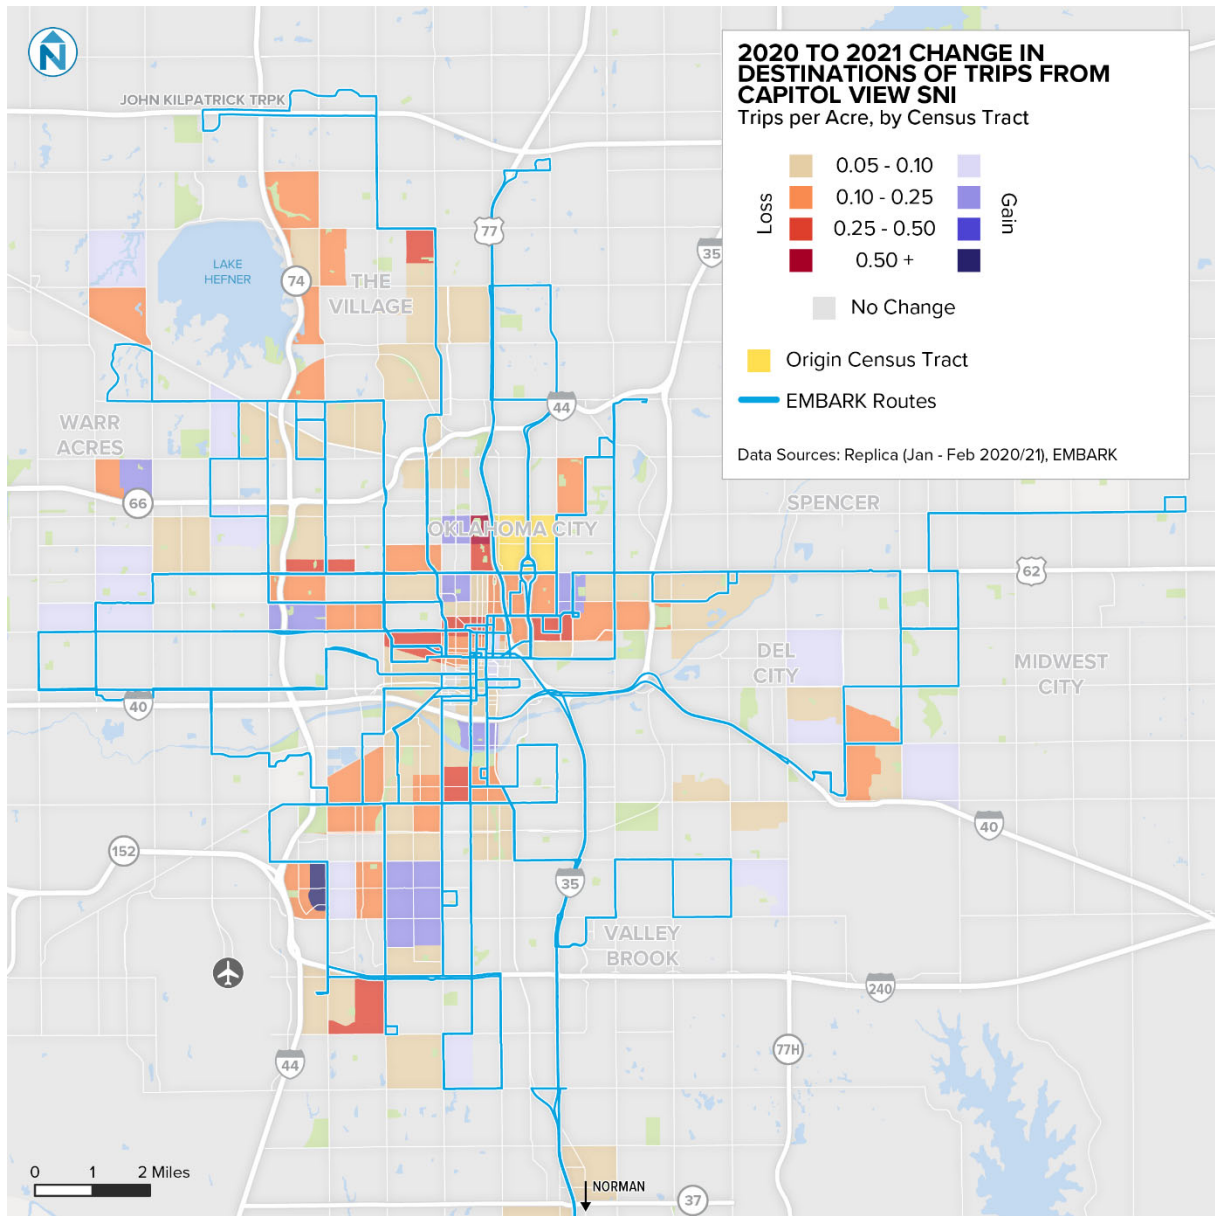 N
2020 TO 2021 CHANGE IN
DESTINATIONS OF TRIPS FROM
CAPITOL VIEW SNI
Trips per Acre, by Census Tract
Loss
0.05 - 0.10
0.10 - 0.25
0.25 - 0.50
0.50 +
Gain
No Change
Origin Census Tract
EMBARK Routes
Data Sources: Replica (Jan - Feb 2020/21), EMBARK
JOHN KILPATRICK TRPK
77
35
LAKE
HEFNER
74
THE
VILLAGE
44
WARR
ACRES
66
SPENCER
OKLAHOMA CITY
62
DEL
CITY
MIDWEST
CITY
40
40
152
35
VALLEY
BROOK
240
77H
44
0 1 2 Miles
NORMAN
37